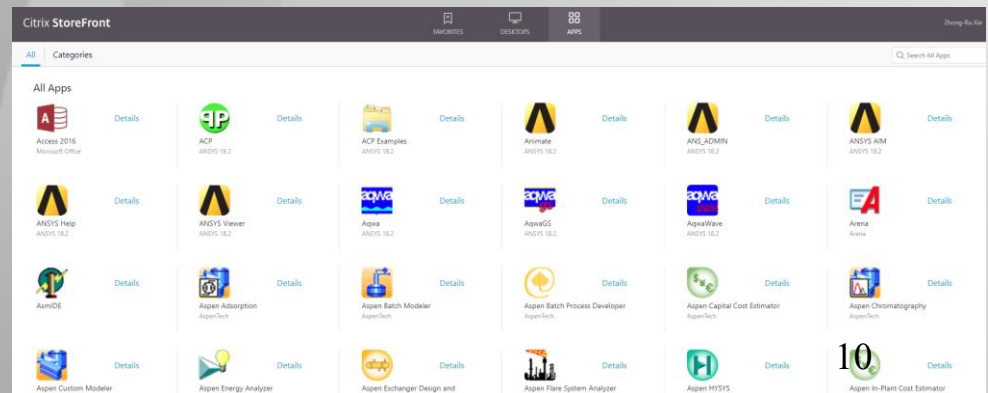 Citrix StoreFront
FAVORITES DESKTOPS APPS
Zhong-Ru Xie
All Categories
Search All Apps
All Apps
Details Details Details Details Details Details
Access 2016 ACP ACP Examples Animate ANS_ADMIN ANSYS AIM
Microsoft Office ANSYS 18.2 ANSYS 18.2 ANSYS 18.2 ANSYS 18.2 ANSYS 18.2
aqwa aqwa gs aqwa
Details Details Details Details Details Details
ANSYS Help ANSYS Viewer Aqwa AqwaGS AqwaWave Arena
ANSYS 18.2 ANSYS 18.2 ANSYS 18.2 ANSYS 18.2 ANSYS 18.2 Arena
Details Details Details Details Details Details
AsmIDE Aspen Adsorption Aspen Batch Modeler Aspen Batch Process Developer Aspen Capital Cost Estimator Aspen Chromatography
AspenTech AspenTech AspenTech AspenTech AspenTech
Details Details Details Details Details 10 Details
Aspen Custom Modeler Aspen Energy Analyzer Aspen Exchanger Design and Aspen Flare System Analyzer Aspen HYSYS Aspen In-Plant Cost Estimator